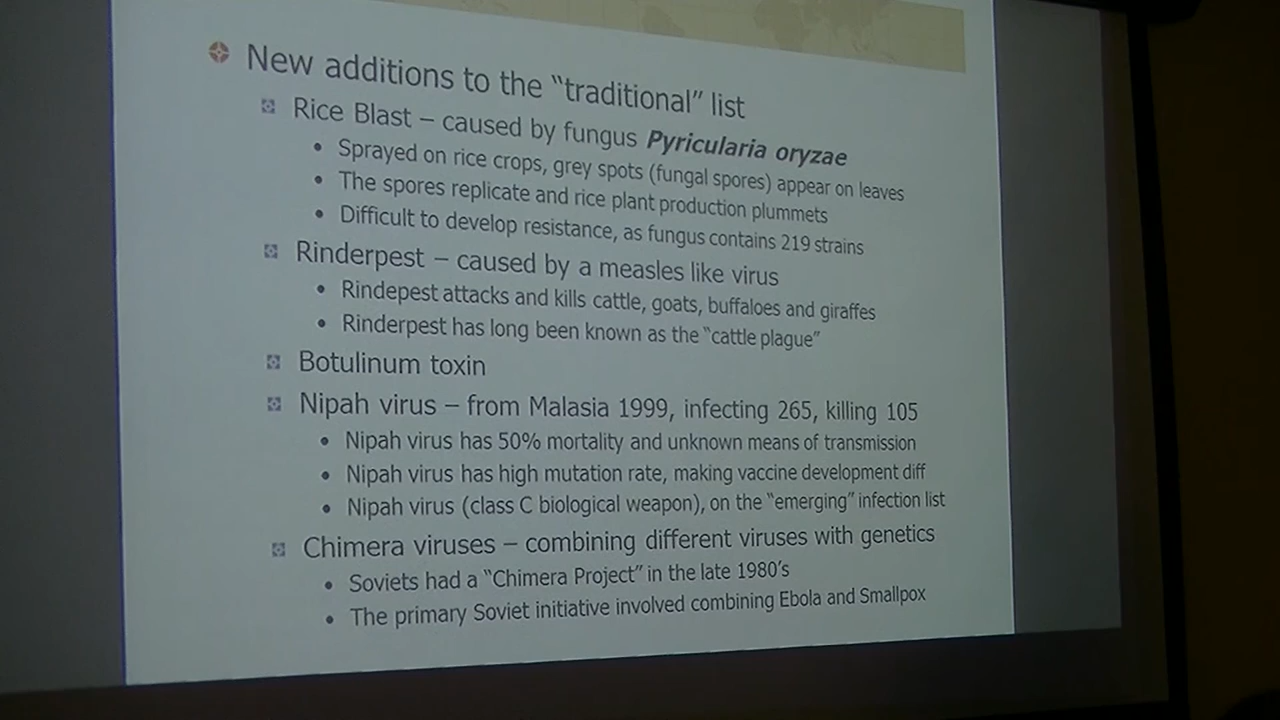 New additions to the "traditional" list
Rice Blast – caused by fungus Pyricularia oryzae
Sprayed on rice crops, grey spots (fungal spores) appear on leaves
The spores replicate and rice plant production plummets
Difficult to develop resistance, as fungus contains 219 strains
Rinderpest – caused by a measles like virus
Rindepest attacks and kills cattle, goats, buffaloes and giraffes
Rinderpest has long been known as the "cattle plague"
Botulinum toxin
Nipah virus – from Malasia 1999, infecting 265, killing 105
Nipah virus has 50% mortality and unknown means of transmission
Nipah virus has high mutation rate, making vaccine development diff
Nipah virus (class C biological weapon), on the "emerging" infection list
Chimera viruses – combining different viruses with genetics
Soviets had a "Chimera Project" in the late 1980's
The primary Soviet initiative involved combining Ebola and Smallpox